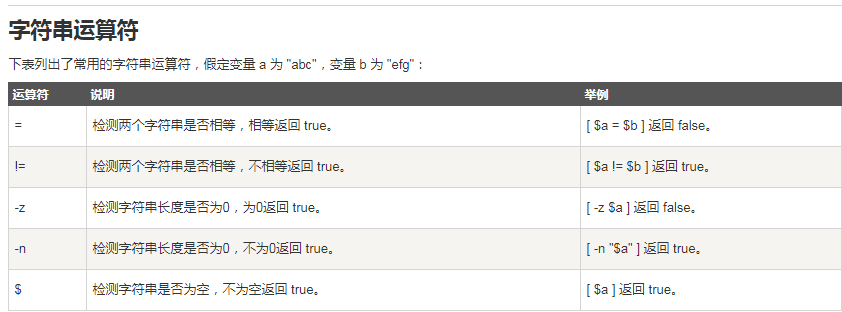 字符串运算符
下表列出了常用的字符串运算符，假定变量 a 为 "abc"，变量 b 为 "efg"：
运算符 说明 举例
= 检测两个字符串是否相等，相等返回 true。 [ $a = $b ] 返回 false。
!= 检测两个字符串是否相等，不相等返回 true。 [ $a != $b ] 返回 true。
-z 检测字符串长度是否为0，为0返回 true。 [ -z $a ] 返回 false。
-n 检测字符串长度是否为0，不为0返回 true。 [ -n "$a" ] 返回 true。
$ 检测字符串是否为空，不为空返回 true。 [ $a ] 返回 true。